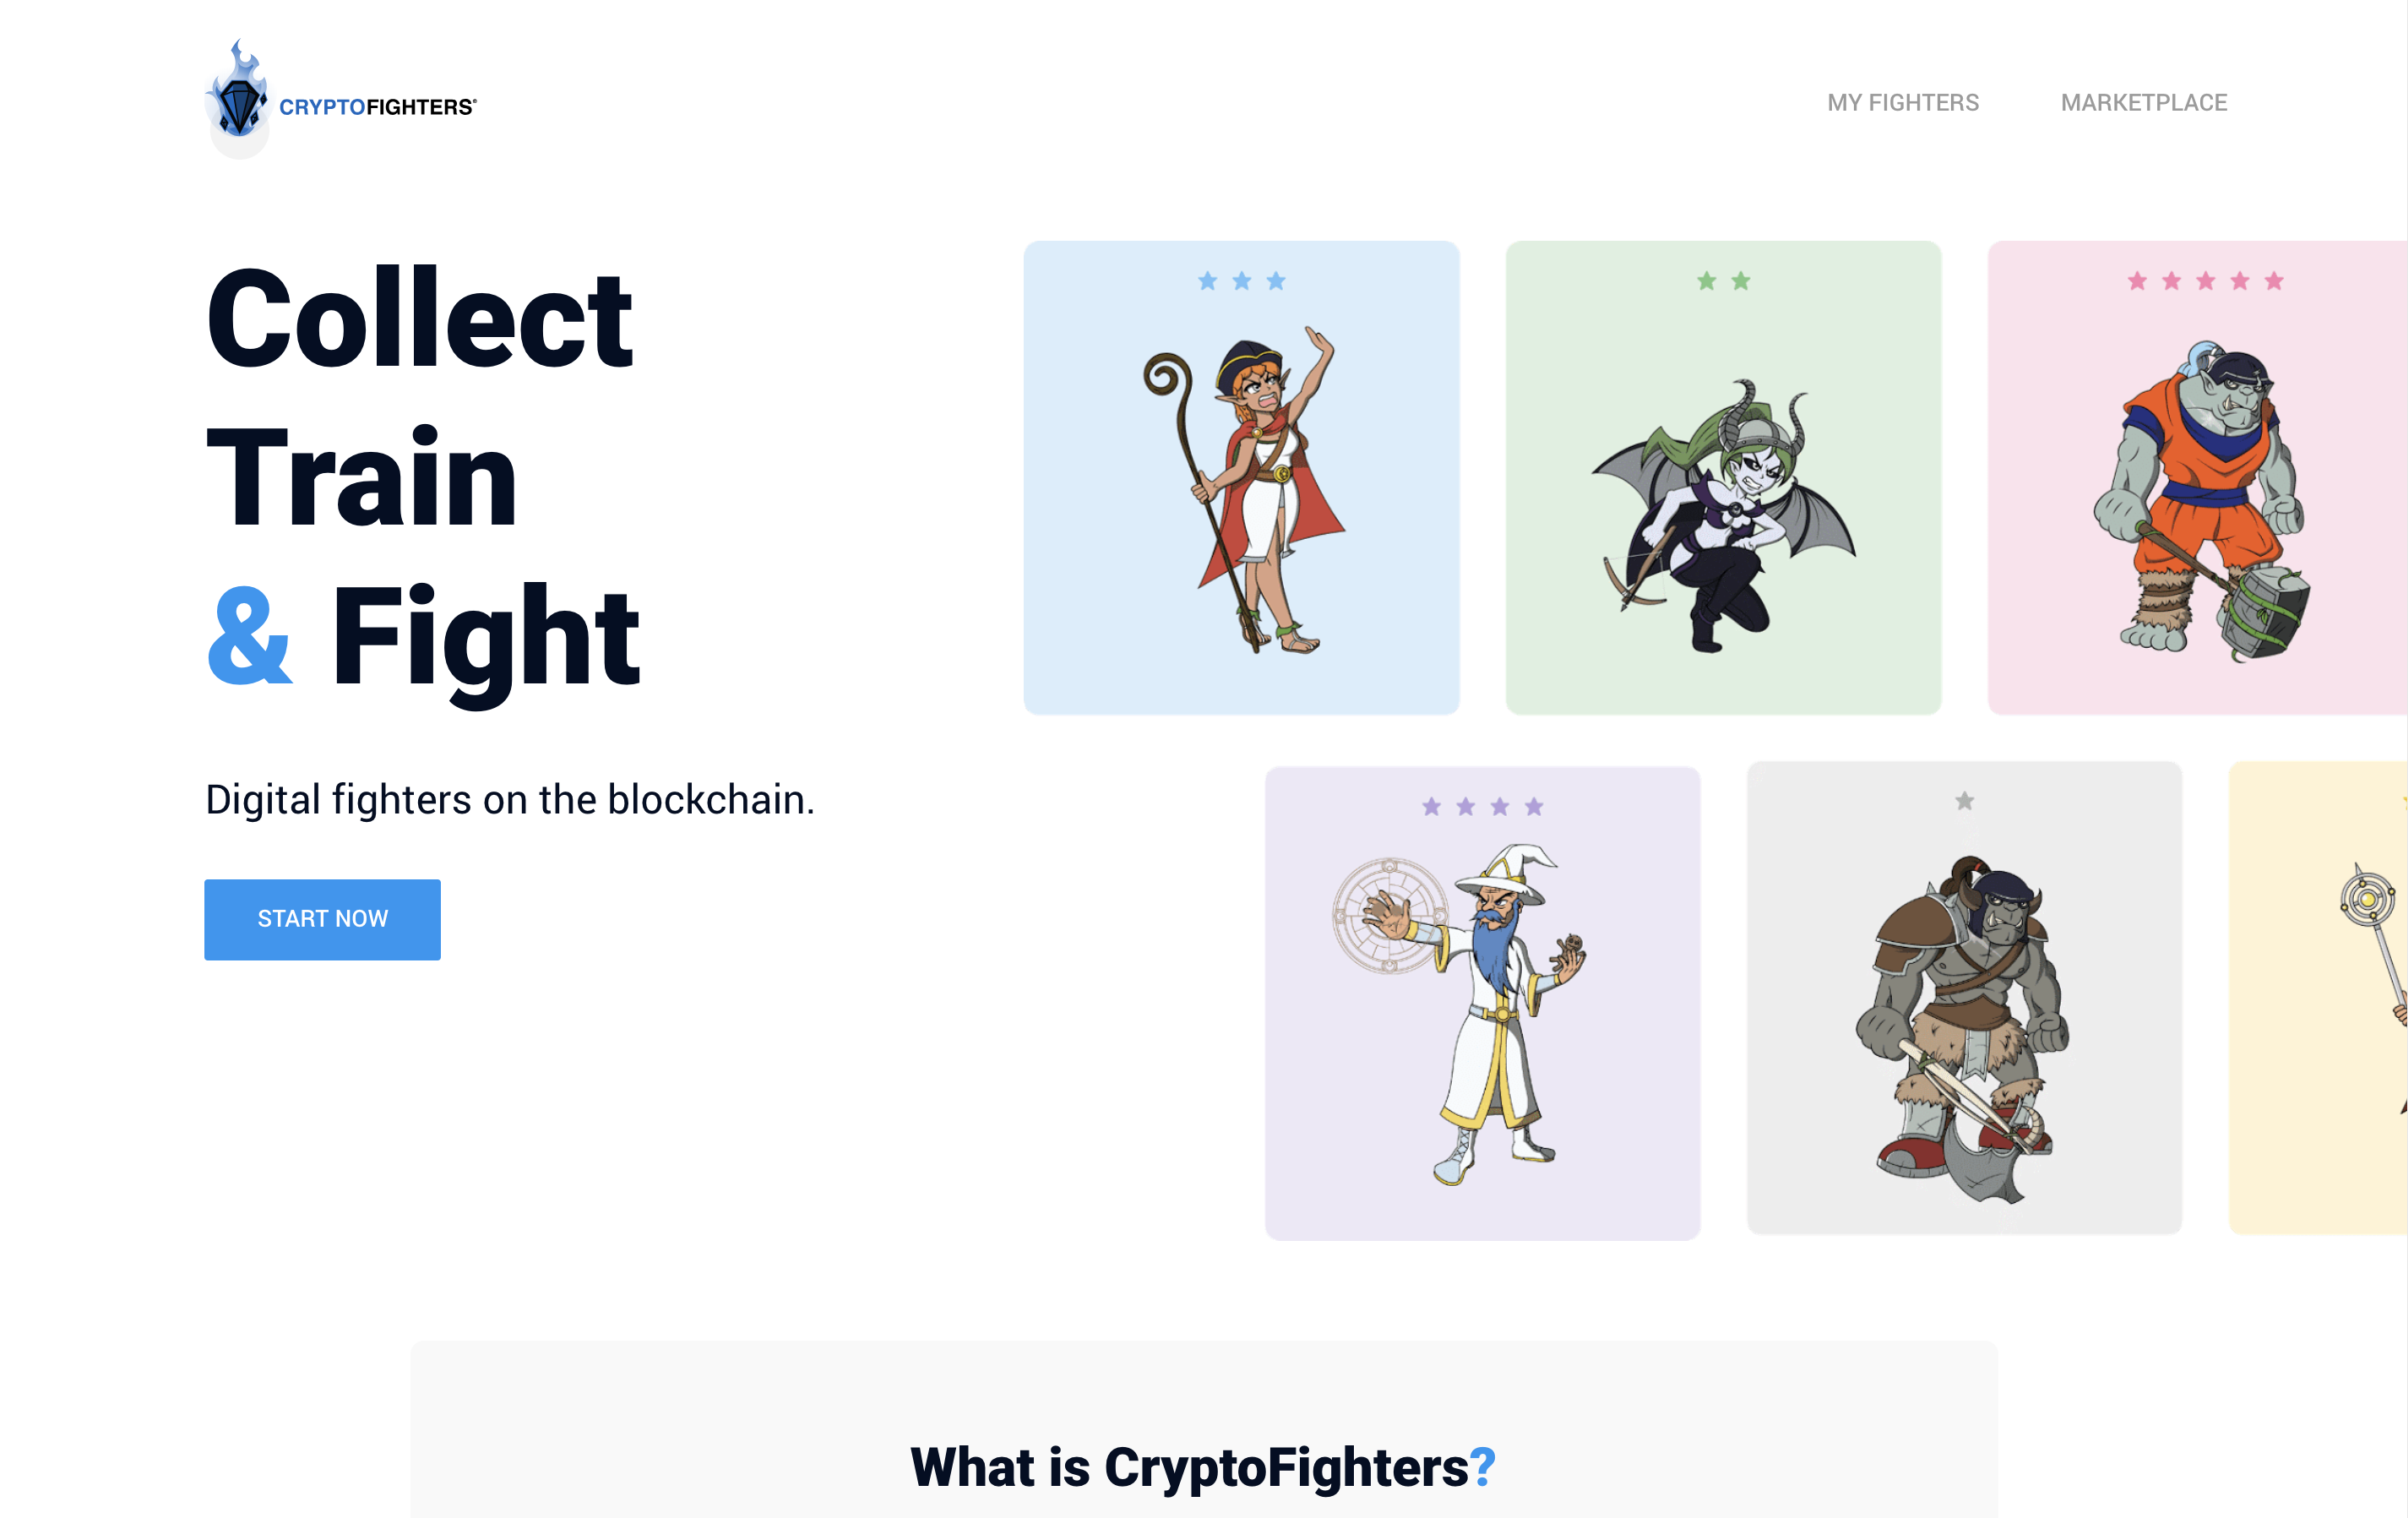 CRYPTOFIGHTERS®
MY FIGHTERS
MARKETPLACE
Collect
Train
& Fight
Digital fighters on the blockchain.
START NOW
What is CryptoFighters?